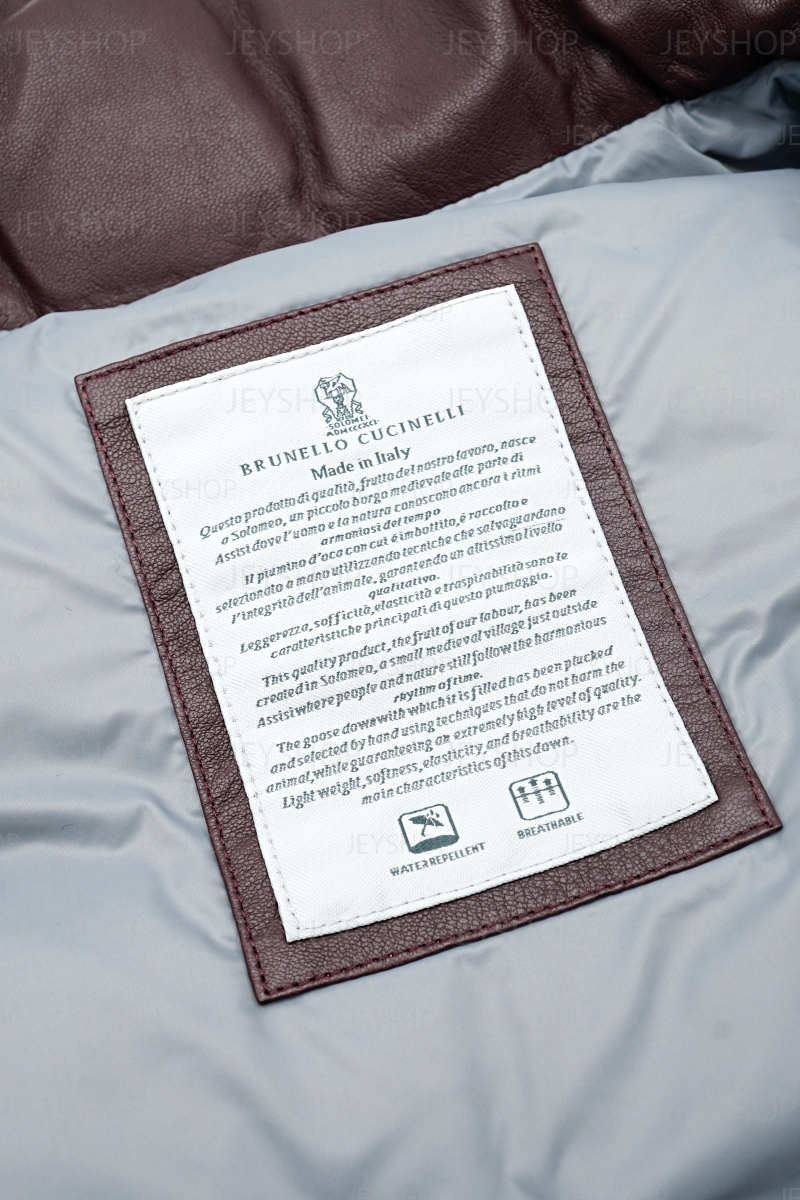 SOLOMEI
ADMCCCXCI
BRUNELLO CUCINELLI
Made in Italy
Questo prodotto di qualità, frutto del nostro lavoro, nasce
a Solomeo, un piccolo borgo medievale alle porte di
Assisi dove l'uomo e la natura conoscono ancora i ritmi
armoniosi del tempo
Il piumino d'oca con cui è imbottito, è raccolto e
selezionato a mano utilizzando tecniche che salvaguardano
l'integrità dell'animale, garantendo un altissimo livello
qualitativo.
Leggerezza, sofficità, elasticità e traspirabilità sono le
caratteristiche principali di questo piumaggio.
This quality product, the fruit of our labour, has been
created in Solomeo, a small medieval village just outside
Assisi where people and nature still follow the harmonious
rhythm of time.
The goose down with which it is filled has been plucked
and selected by hand using techniques that do not harm the
animal, while guaranteeing an extremely high level of quality.
Light weight, softness, elasticity and breathability are the
main characteristics of this down.
WATER REPELLENT
BREATHABLE
JEYSHOP